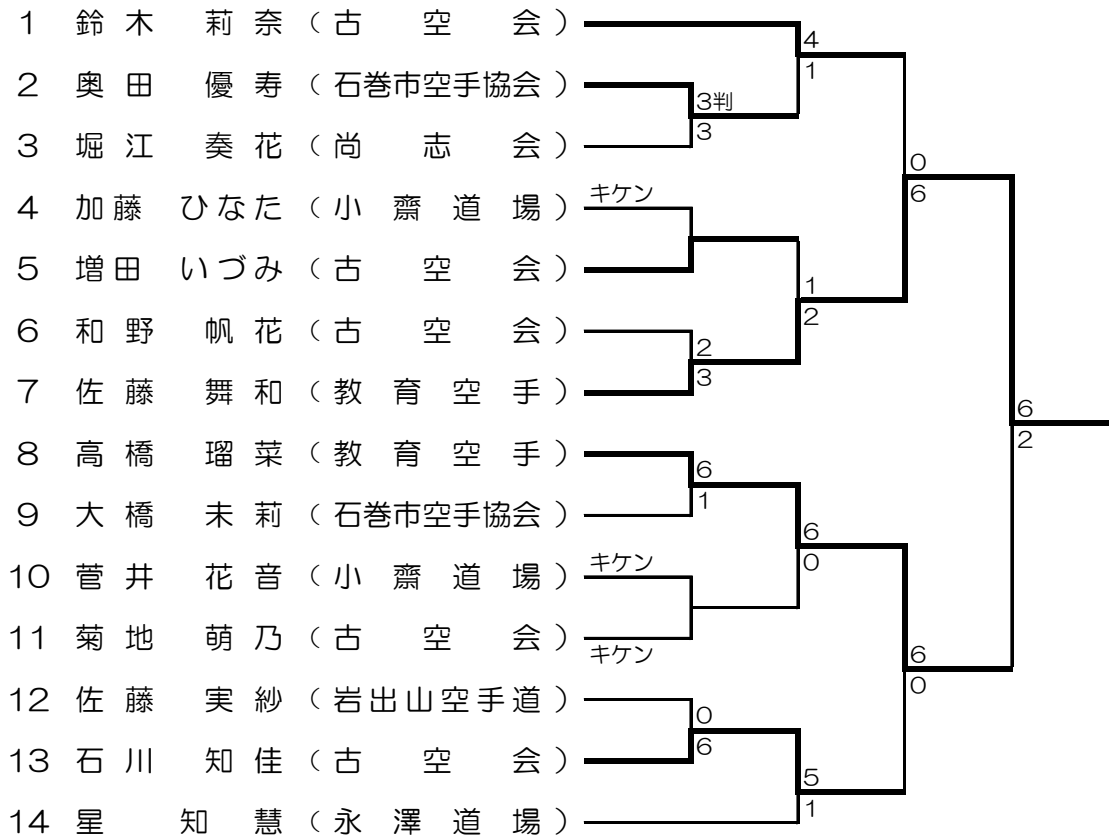 1 鈴木 莉奈（古空会）
4
1
2 奥田 優寿（石巻市空手協会）
3判
3
3 堀江 奏花（尚志会）
0
6
4 加藤 ひなた（小齋道場）キケン
5 増田 いづみ（古空会）
1
2
6 和野 帆花（古空会）
2
3
7 佐藤 舞和（教育空手）
6
2
8 高橋 瑠菜（教育空手）
6
1
9 大橋 未莉（石巻市空手協会）
6
0
10 菅井 花音（小齋道場）キケン
11 菊地 萌乃（古空会）キケン
6
0
12 佐藤 実紗（岩出山空手道）
0
6
13 石川 知佳（古空会）
5
1
14 星 知慧（永澤道場）